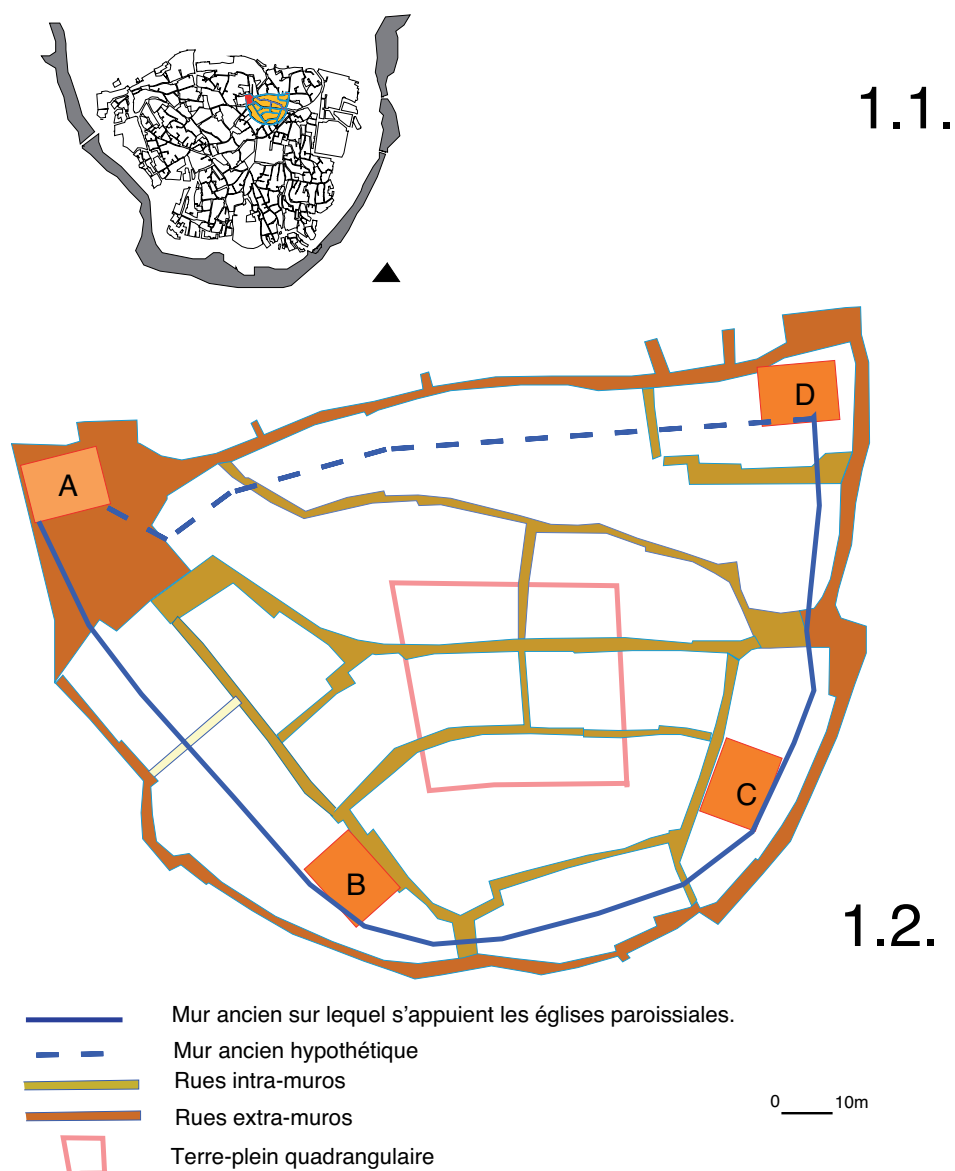 1.1.
D
A
C
B
1.2.
Mur ancien sur lequel s'appuient les églises paroissiales.
Mur ancien hypothétique
Rues intra-muros
Rues extra-muros
0 10m
Terre-plein quadrangulaire